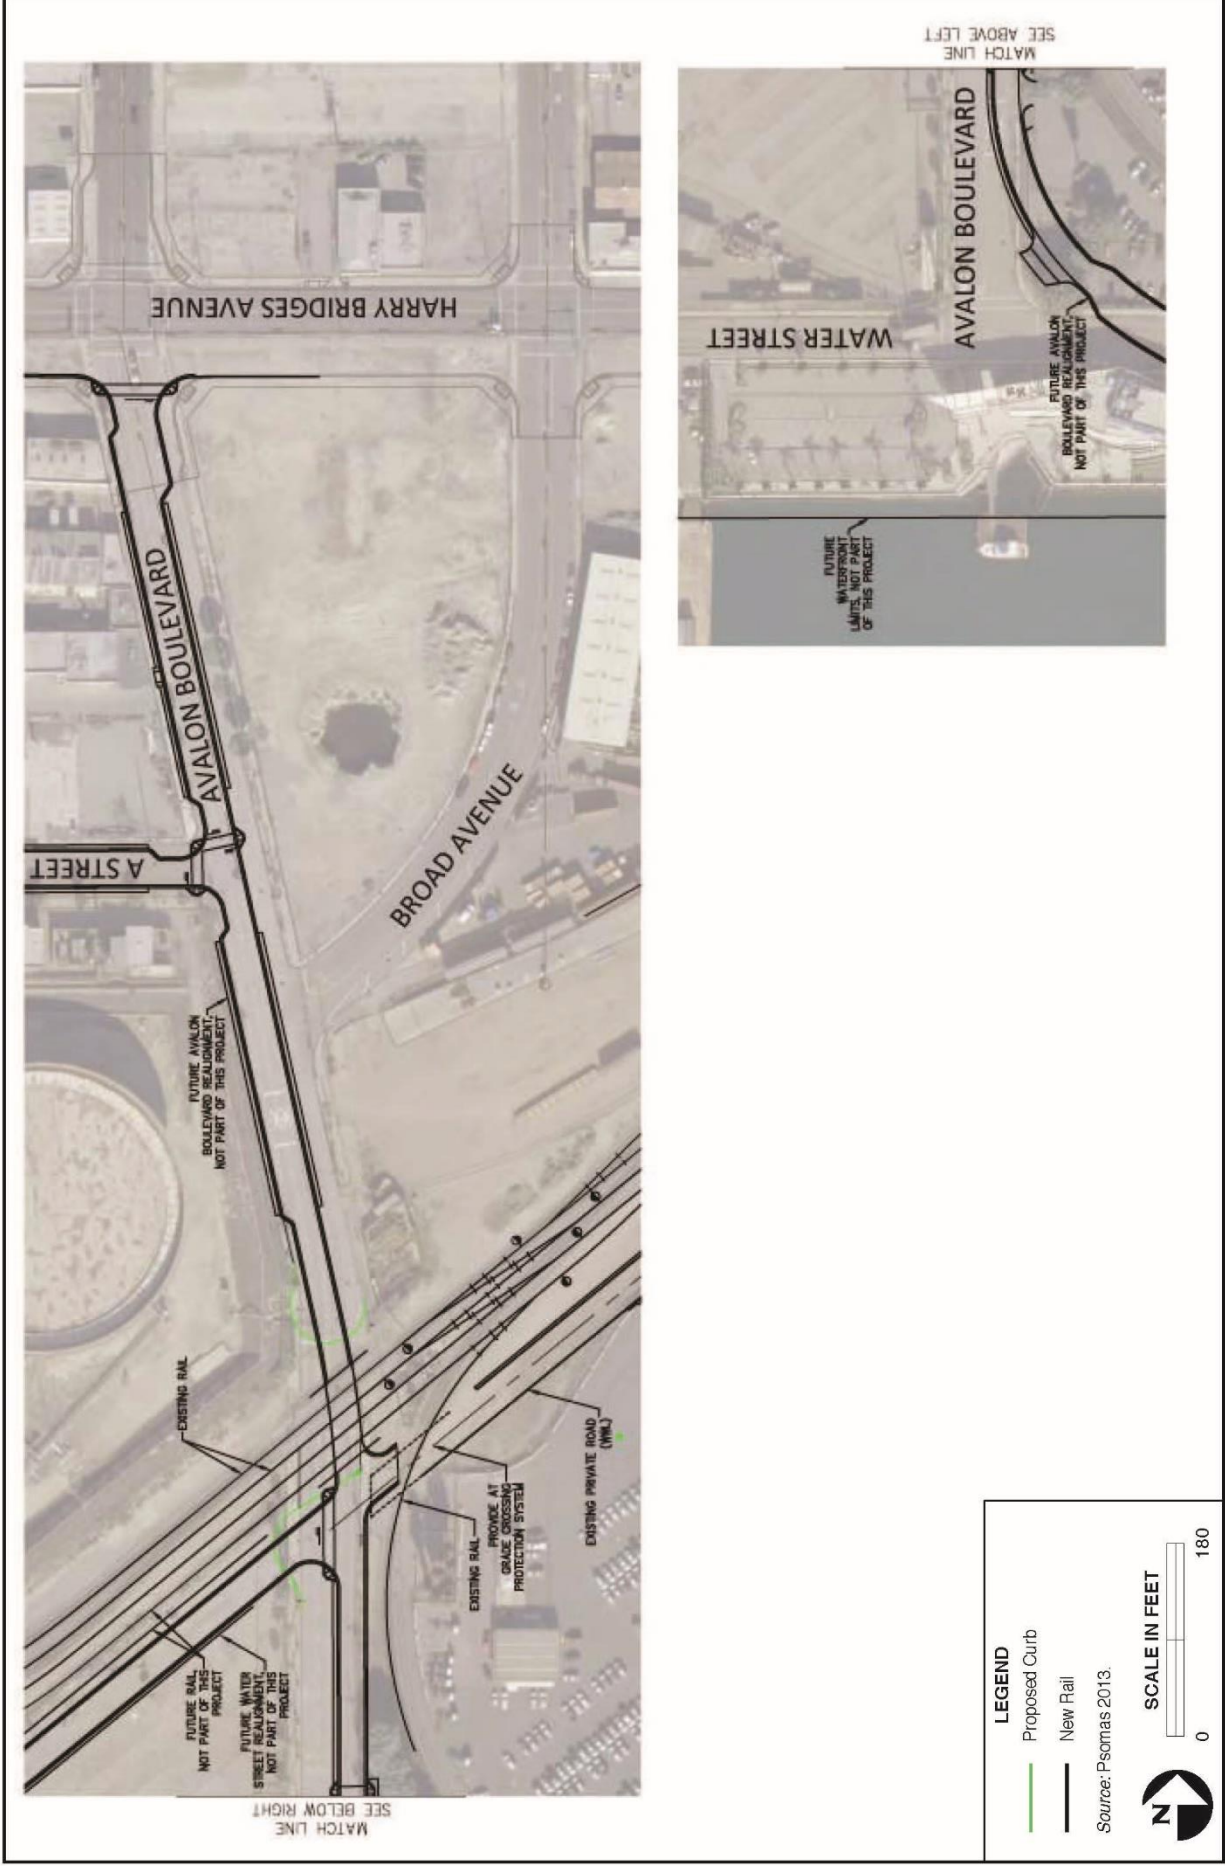 MATCH LINE
SEE ABOVE LEFT
HARRY BRIDGES AVENUE
AVALON BOULEVARD
A STREET
BROAD AVENUE
FUTURE AVALON
BOULEVARD REALIGNMENT,
NOT PART OF THIS PROJECT
EXISTING RAIL
FUTURE RAIL,
NOT PART OF THIS
PROJECT
FUTURE WATER
STREET REALIGNMENT,
NOT PART OF THIS
PROJECT
EXISTING RAIL
PROVIDE AT
GRADE CROSSING
PROTECTION SYSTEM
EXISTING PRIVATE ROAD
(WWL)
MATCH LINE
SEE BELOW RIGHT
AVALON BOULEVARD
WATER STREET
FUTURE AVALON
BOULEVARD REALIGNMENT,
NOT PART OF THIS PROJECT
FUTURE
WATERFRONT
LIMITS, NOT PART
OF THIS PROJECT
LEGEND
Proposed Curb
New Rail
Source: Psomas 2013.
N
SCALE IN FEET
0 180